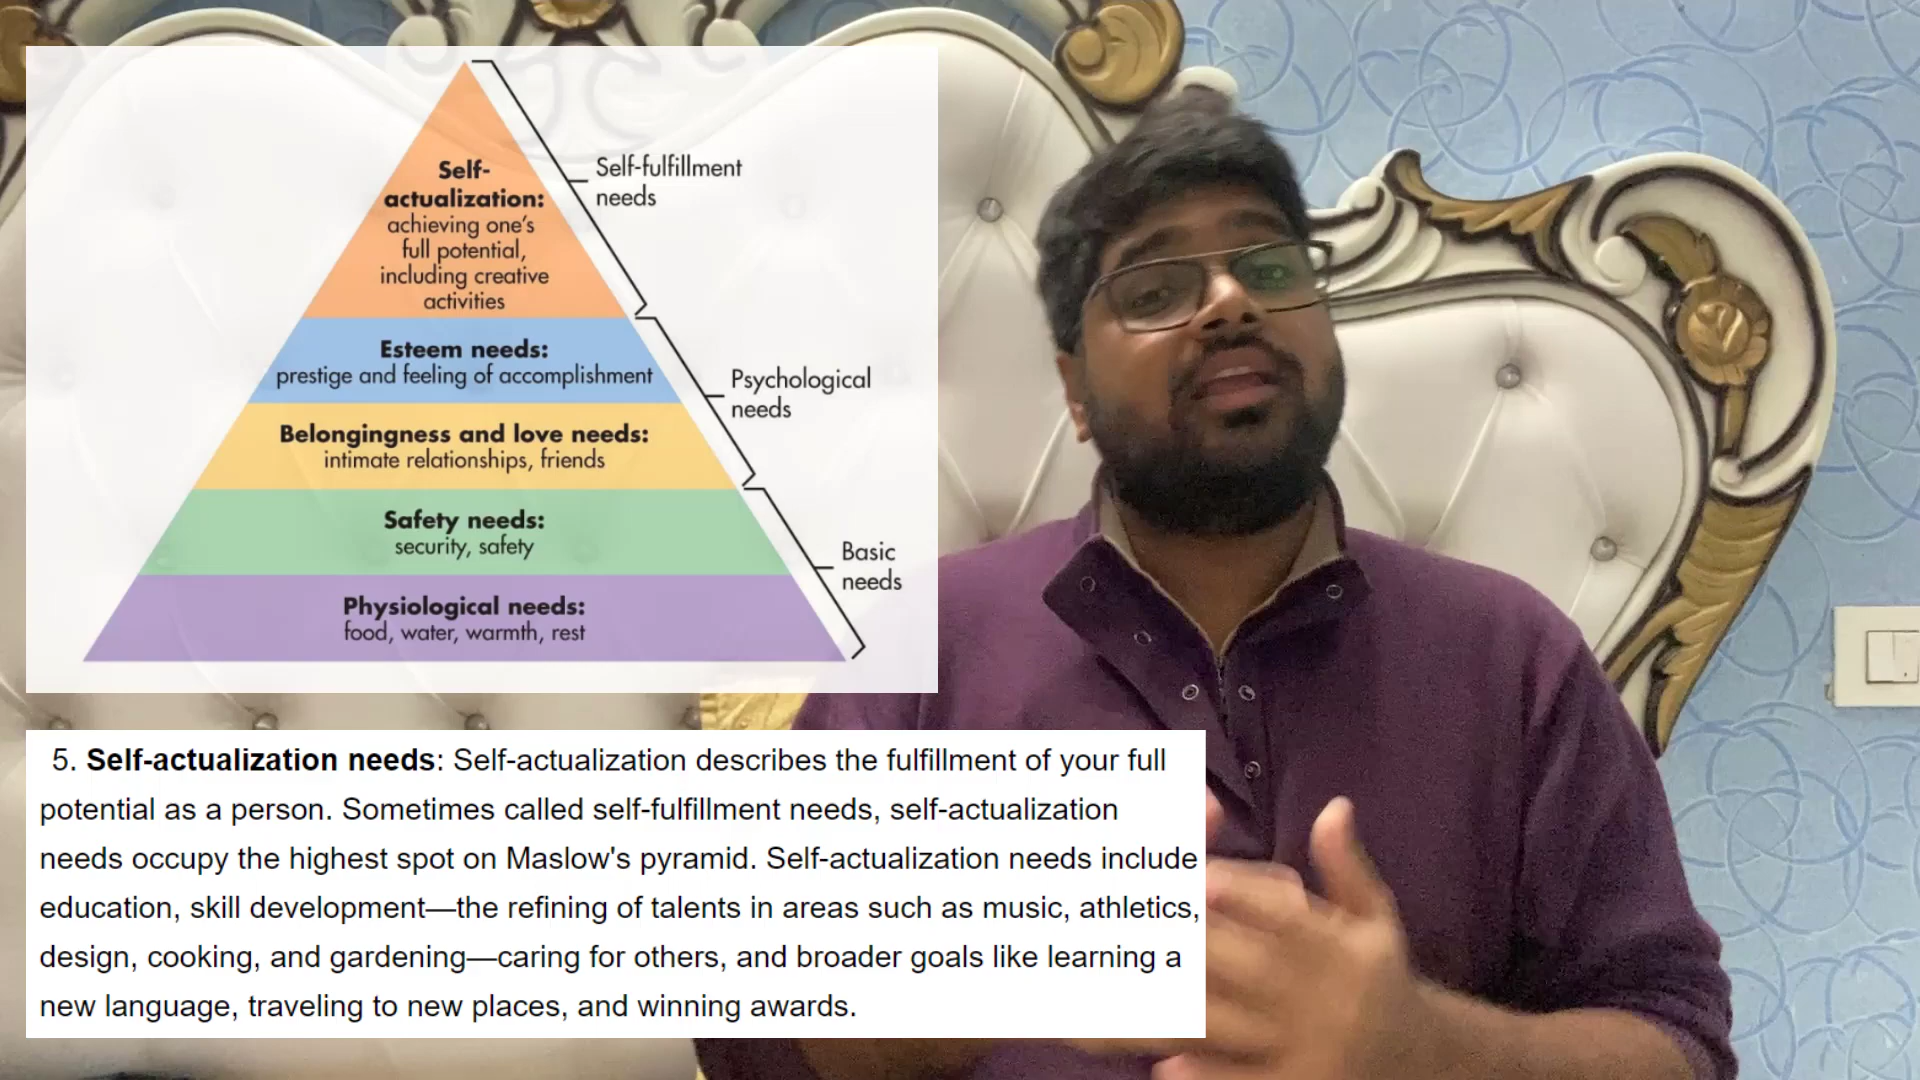 Self-
actualization:
achieving one's
full potential,
including creative
activities
Self-fulfillment
needs
Esteem needs:
prestige and feeling of accomplishment
Psychological
needs
Belongingness and love needs:
intimate relationships, friends
Safety needs:
security, safety
Basic
needs
Physiological needs:
food, water, warmth, rest
5. Self-actualization needs: Self-actualization describes the fulfillment of your full
potential as a person. Sometimes called self-fulfillment needs, self-actualization
needs occupy the highest spot on Maslow's pyramid. Self-actualization needs include
education, skill development—the refining of talents in areas such as music, athletics,
design, cooking, and gardening—caring for others, and broader goals like learning a
new language, traveling to new places, and winning awards.